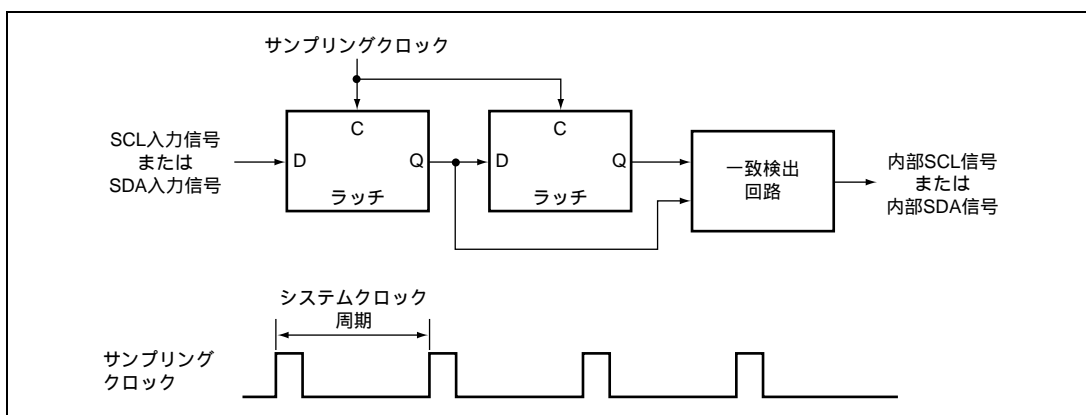 サンプリングクロック
SCL入力信号
または
SDA入力信号
C
D
Q
ラッチ
C
D
Q
ラッチ
一致検出
回路
内部SCL信号
または
内部SDA信号
システムクロック
周期
サンプリング
クロック